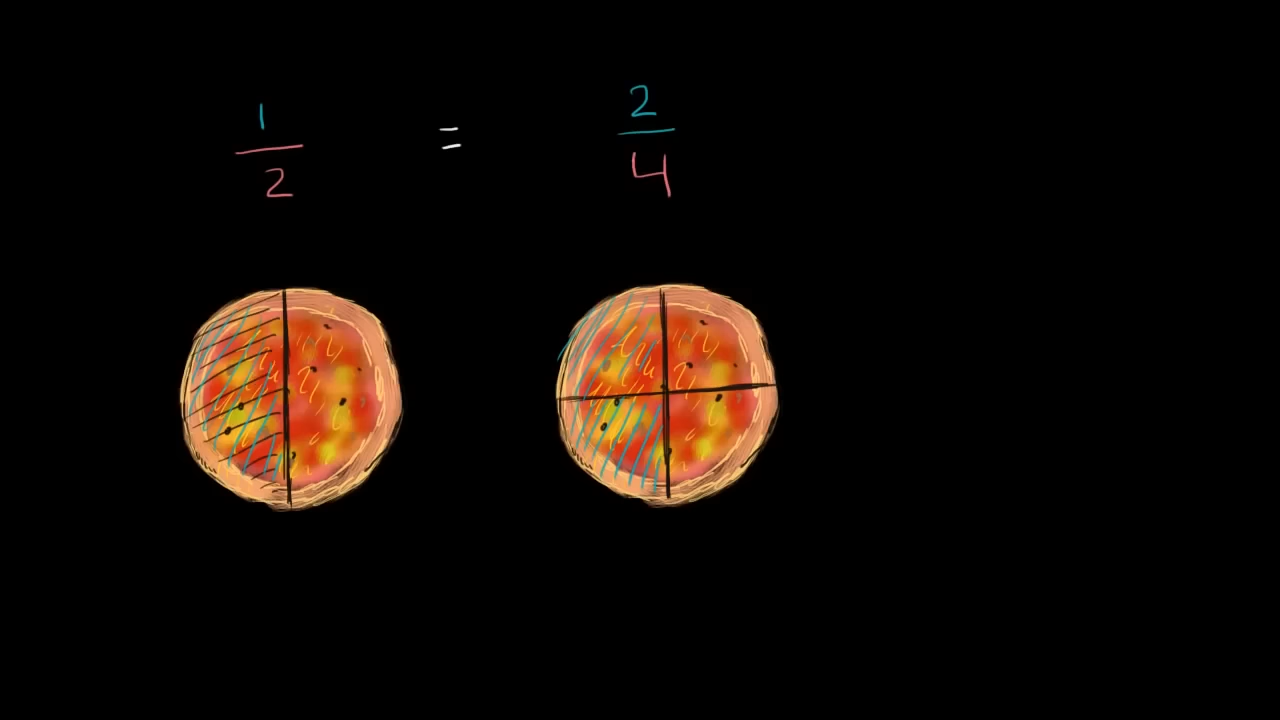 1/2 = 2/4